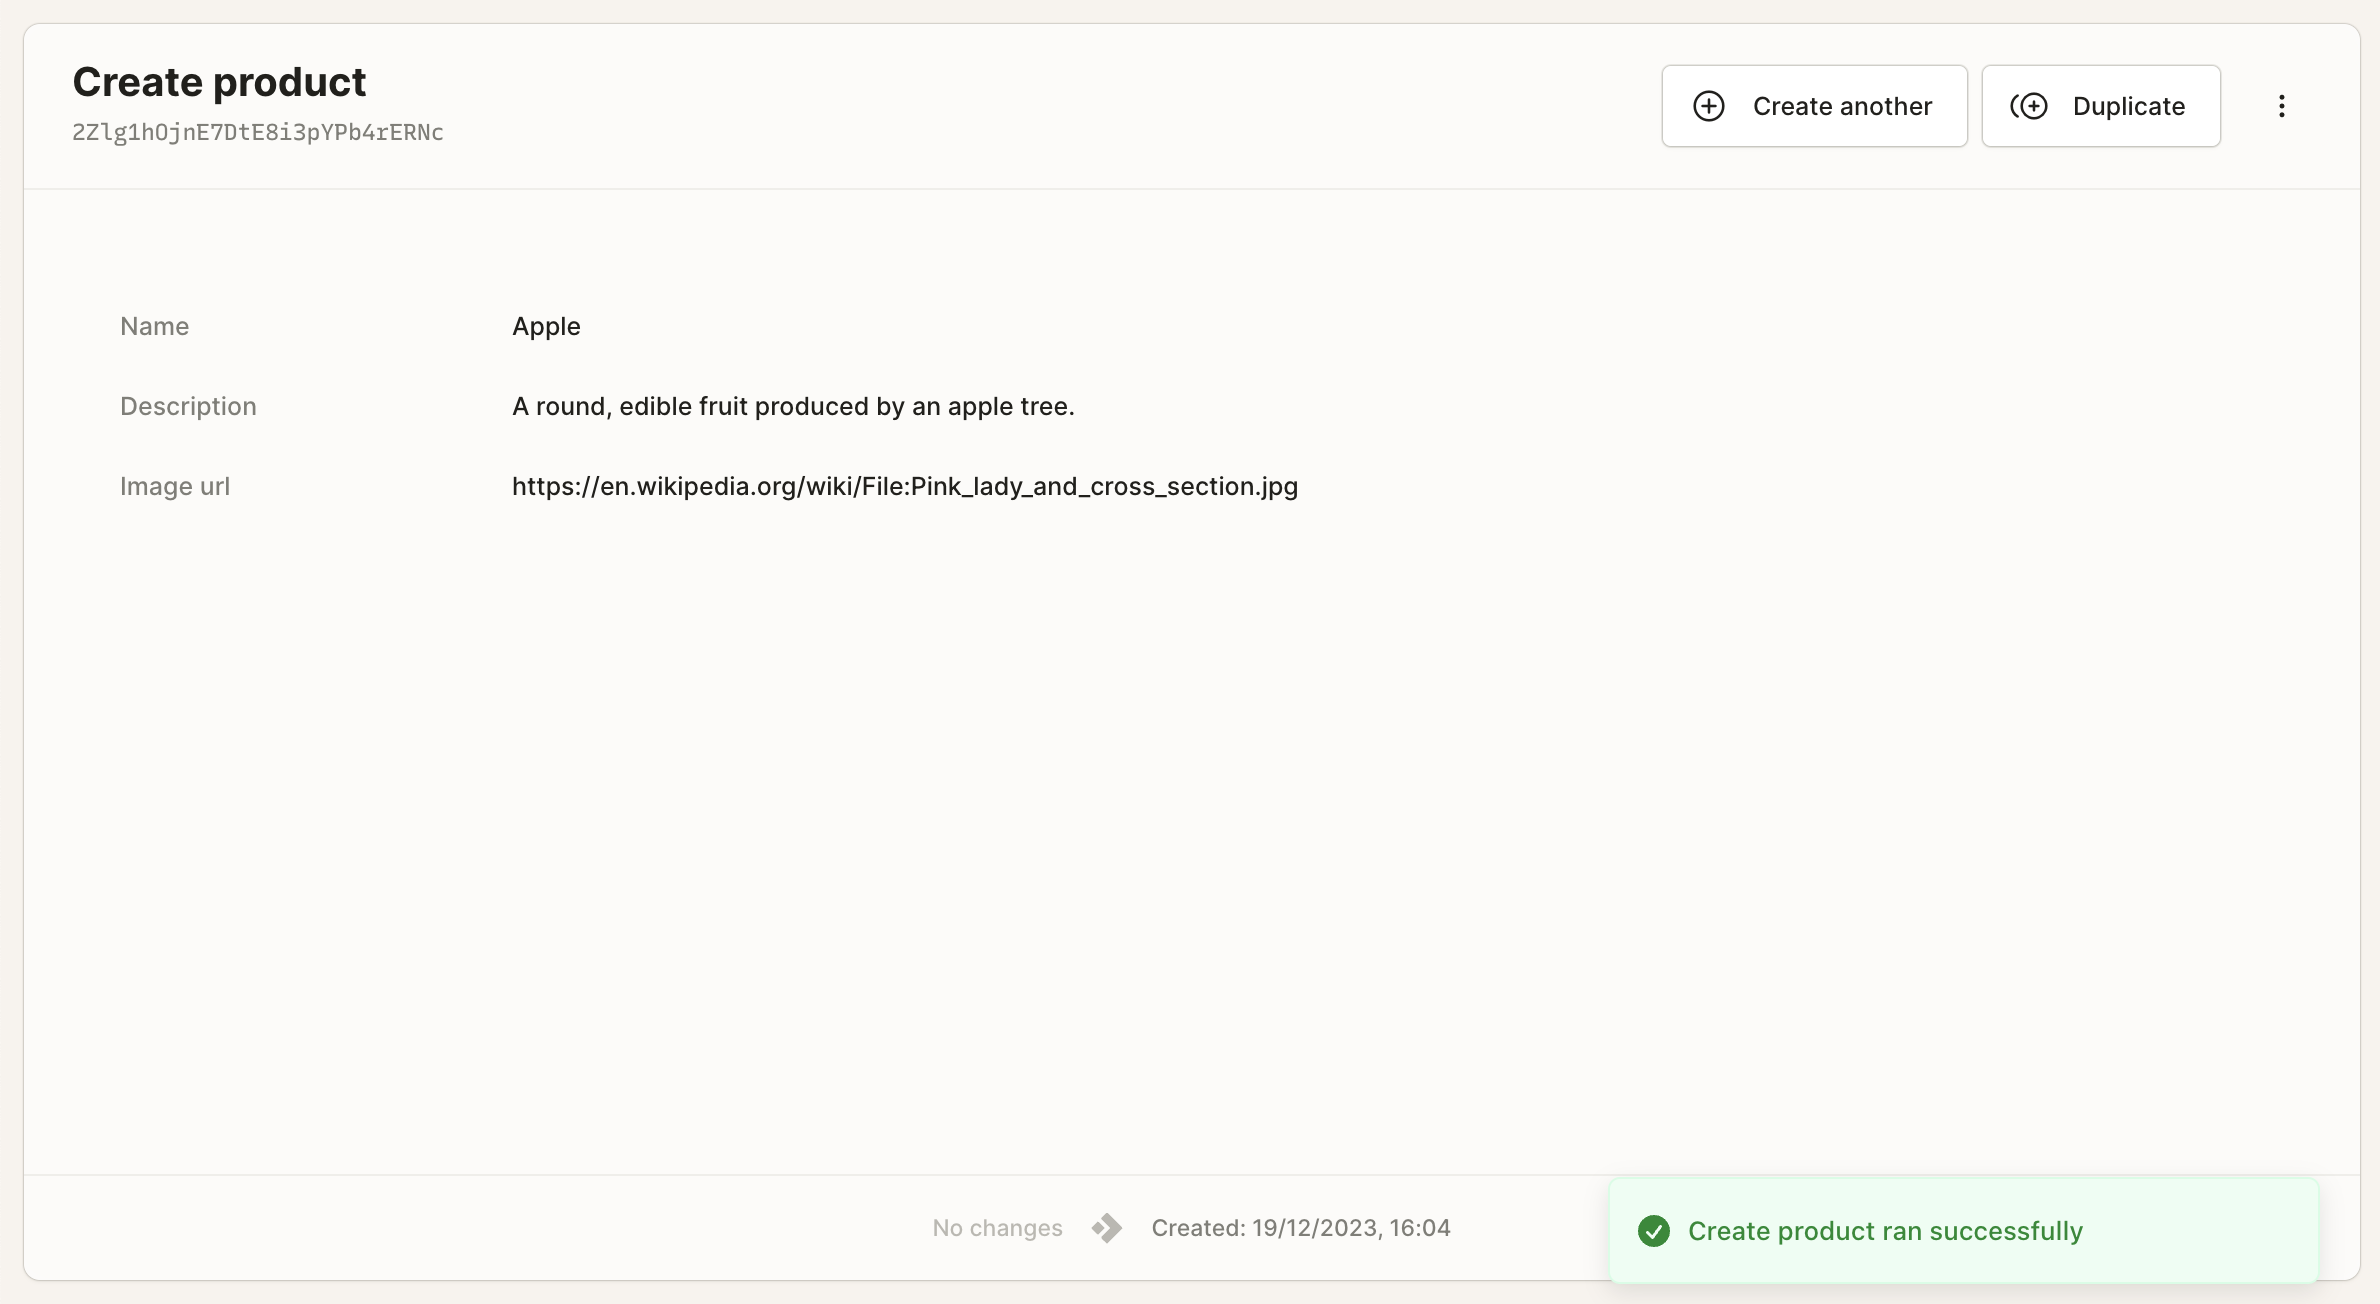 Create product
2Zlg1hOjnE7DtE8i3pYPb4rERNc
Create another
Duplicate
Name
Apple
Description
A round, edible fruit produced by an apple tree.
Image url
https://en.wikipedia.org/wiki/File:Pink_lady_and_cross_section.jpg
No changes
Created: 19/12/2023, 16:04
Create product ran successfully